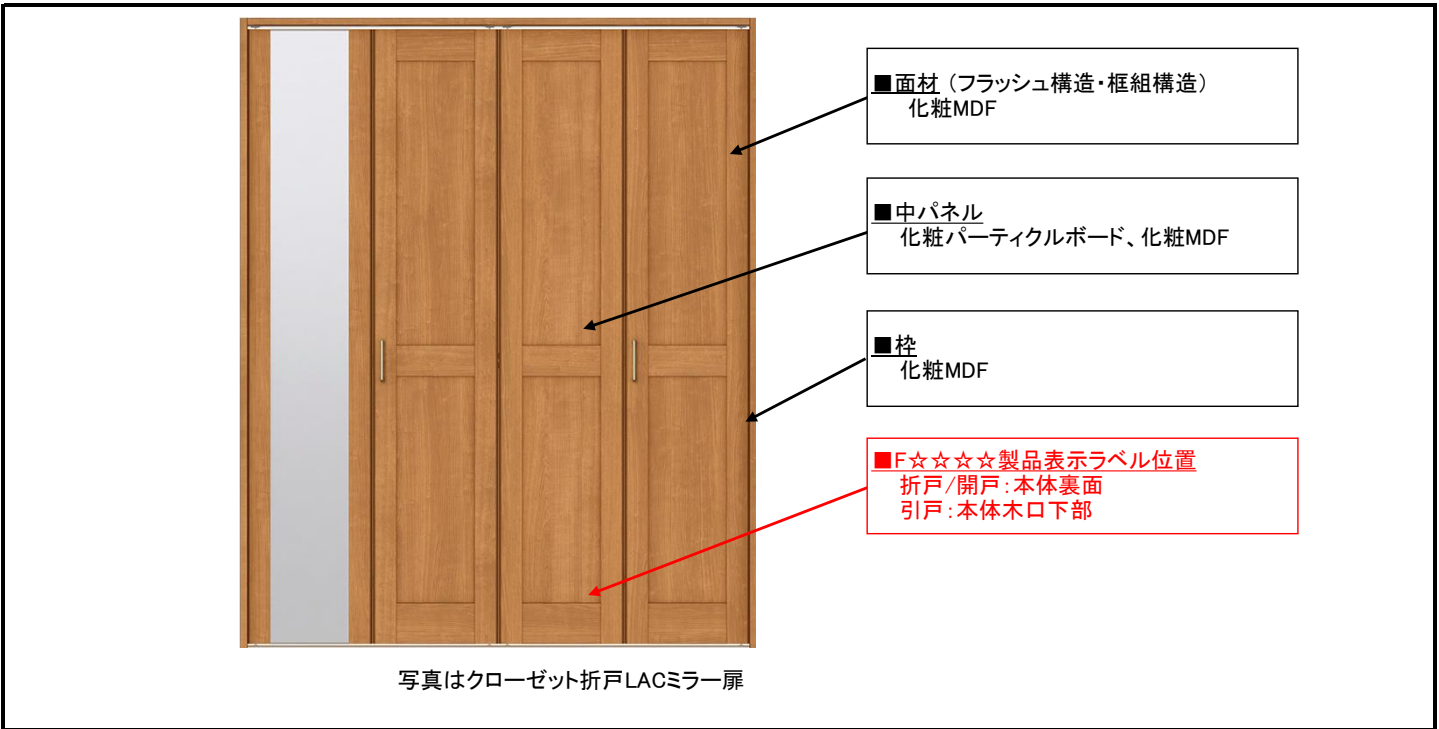 ■面材 (フラッシュ構造・框組構造)
化粧MDF
■中パネル
化粧パーティクルボード、化粧MDF
■枠
化粧MDF
■F☆☆☆☆製品表示ラベル位置
折戸/開戸:本体裏面
引戸:本体木口下部
写真はクローゼット折戸LACミラー扉